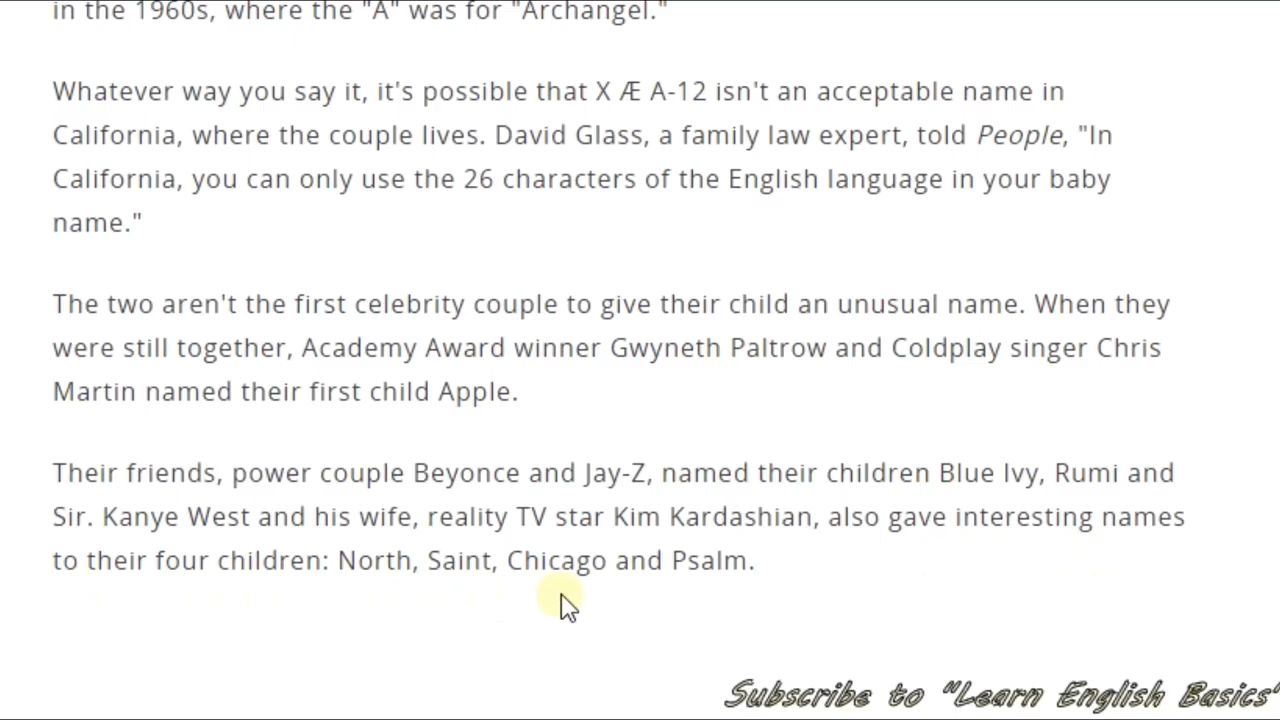 in the 1960s, where the "A" was for "Archangel."
Whatever way you say it, it's possible that X Æ A-12 isn't an acceptable name in
California, where the couple lives. David Glass, a family law expert, told People, "In
California, you can only use the 26 characters of the English language in your baby
name."
The two aren't the first celebrity couple to give their child an unusual name. When they
were still together, Academy Award winner Gwyneth Paltrow and Coldplay singer Chris
Martin named their first child Apple.
Their friends, power couple Beyonce and Jay-Z, named their children Blue Ivy, Rumi and
Sir. Kanye West and his wife, reality TV star Kim Kardashian, also gave interesting names
to their four children: North, Saint, Chicago and Psalm.
Subscribe to "Learn English Basics"